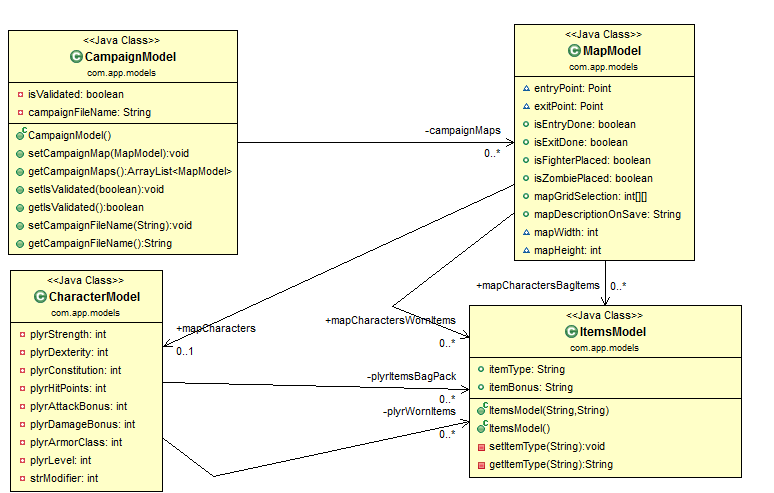 <<Java Class>>
CampaignModel
com.app.models
isValidated: boolean
campaignFileName: String
CampaignModel()
setCampaignMap(MapModel):void
getCampaignMaps():ArrayList<MapModel>
setIsValidated(boolean):void
getIsValidated():boolean
setCampaignFileName(String):void
getCampaignFileName():String
-campaignMaps
0..*
<<Java Class>>
MapModel
com.app.models
entryPoint: Point
exitPoint: Point
isEntryDone: boolean
isExitDone: boolean
isFighterPlaced: boolean
isZombiePlaced: boolean
mapGridSelection: int[][]
mapDescriptionOnSave: String
mapWidth: int
mapHeight: int
<<Java Class>>
CharacterModel
com.app.models
plyrStrength: int
plyrDexterity: int
plyrConstitution: int
plyrHitPoints: int
plyrAttackBonus: int
plyrDamageBonus: int
plyrArmorClass: int
plyrLevel: int
strModifier: int
+mapCharacters
0..1
+mapCharactersWornItems
0..*
+mapCharactersBagItems
0..*
-plyrItemsBagPack
0..*
-plyrWornItems
0..*
<<Java Class>>
ItemsModel
com.app.models
itemType: String
itemBonus: String
ItemsModel(String,String)
ItemsModel()
setItemType(String):void
getItemType(String):String